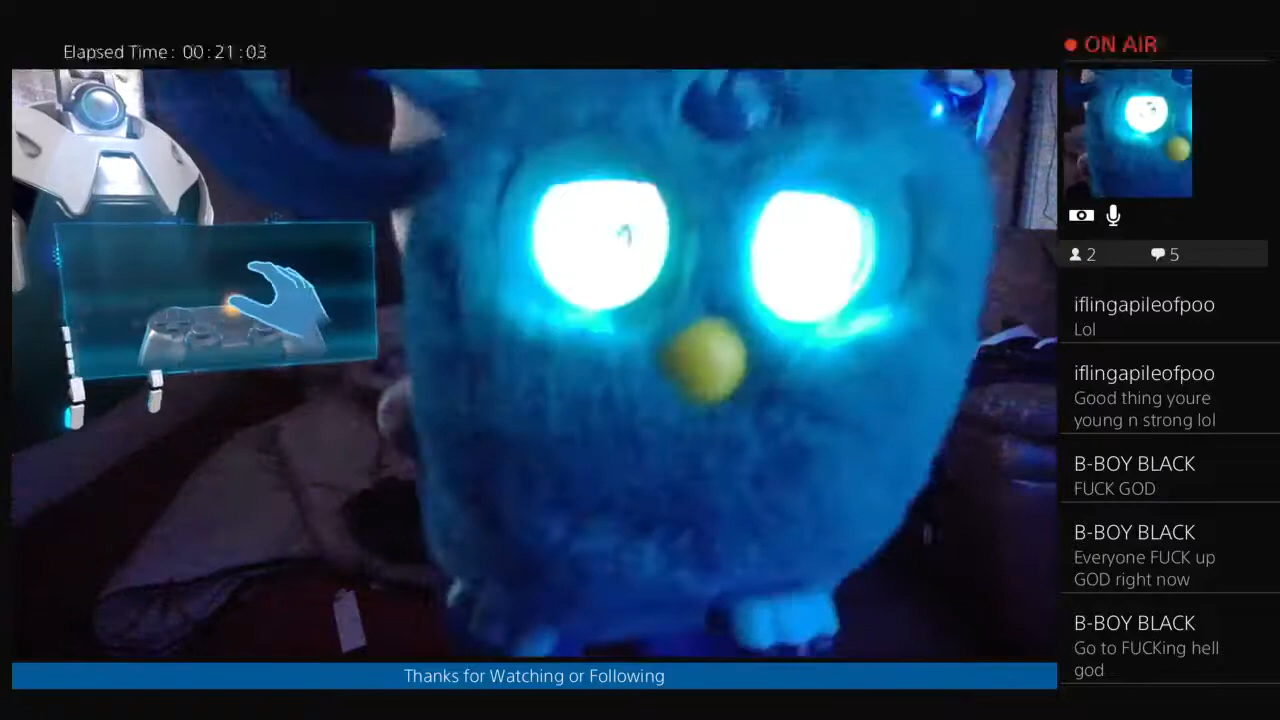 Elapsed Time: 00:21:03
ON AIR
2
5
iflingapileofpoo
Lol
iflingapileofpoo
Good thing youre
young n strong lol
B-BOY BLACK
FUCK GOD
B-BOY BLACK
Everyone FUCK up
GOD right now
B-BOY BLACK
Go to FUCKing hell
god
Thanks for Watching or Following